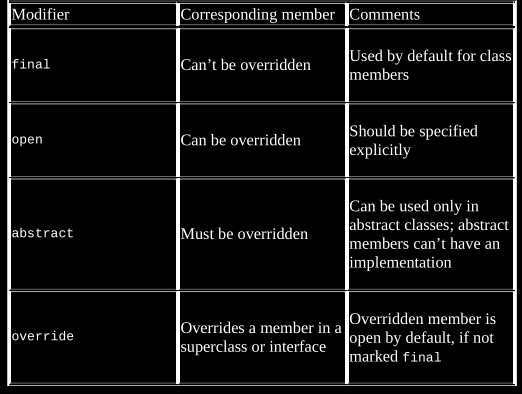 Modifier
Corresponding member
Comments
final
Can’t be overridden
Used by default for class
members
open
Can be overridden
Should be specified
explicitly
abstract
Must be overridden
Can be used only in
abstract classes; abstract
members can’t have an
implementation
override
Overrides a member in a
superclass or interface
Overridden member is
open by default, if not
marked final